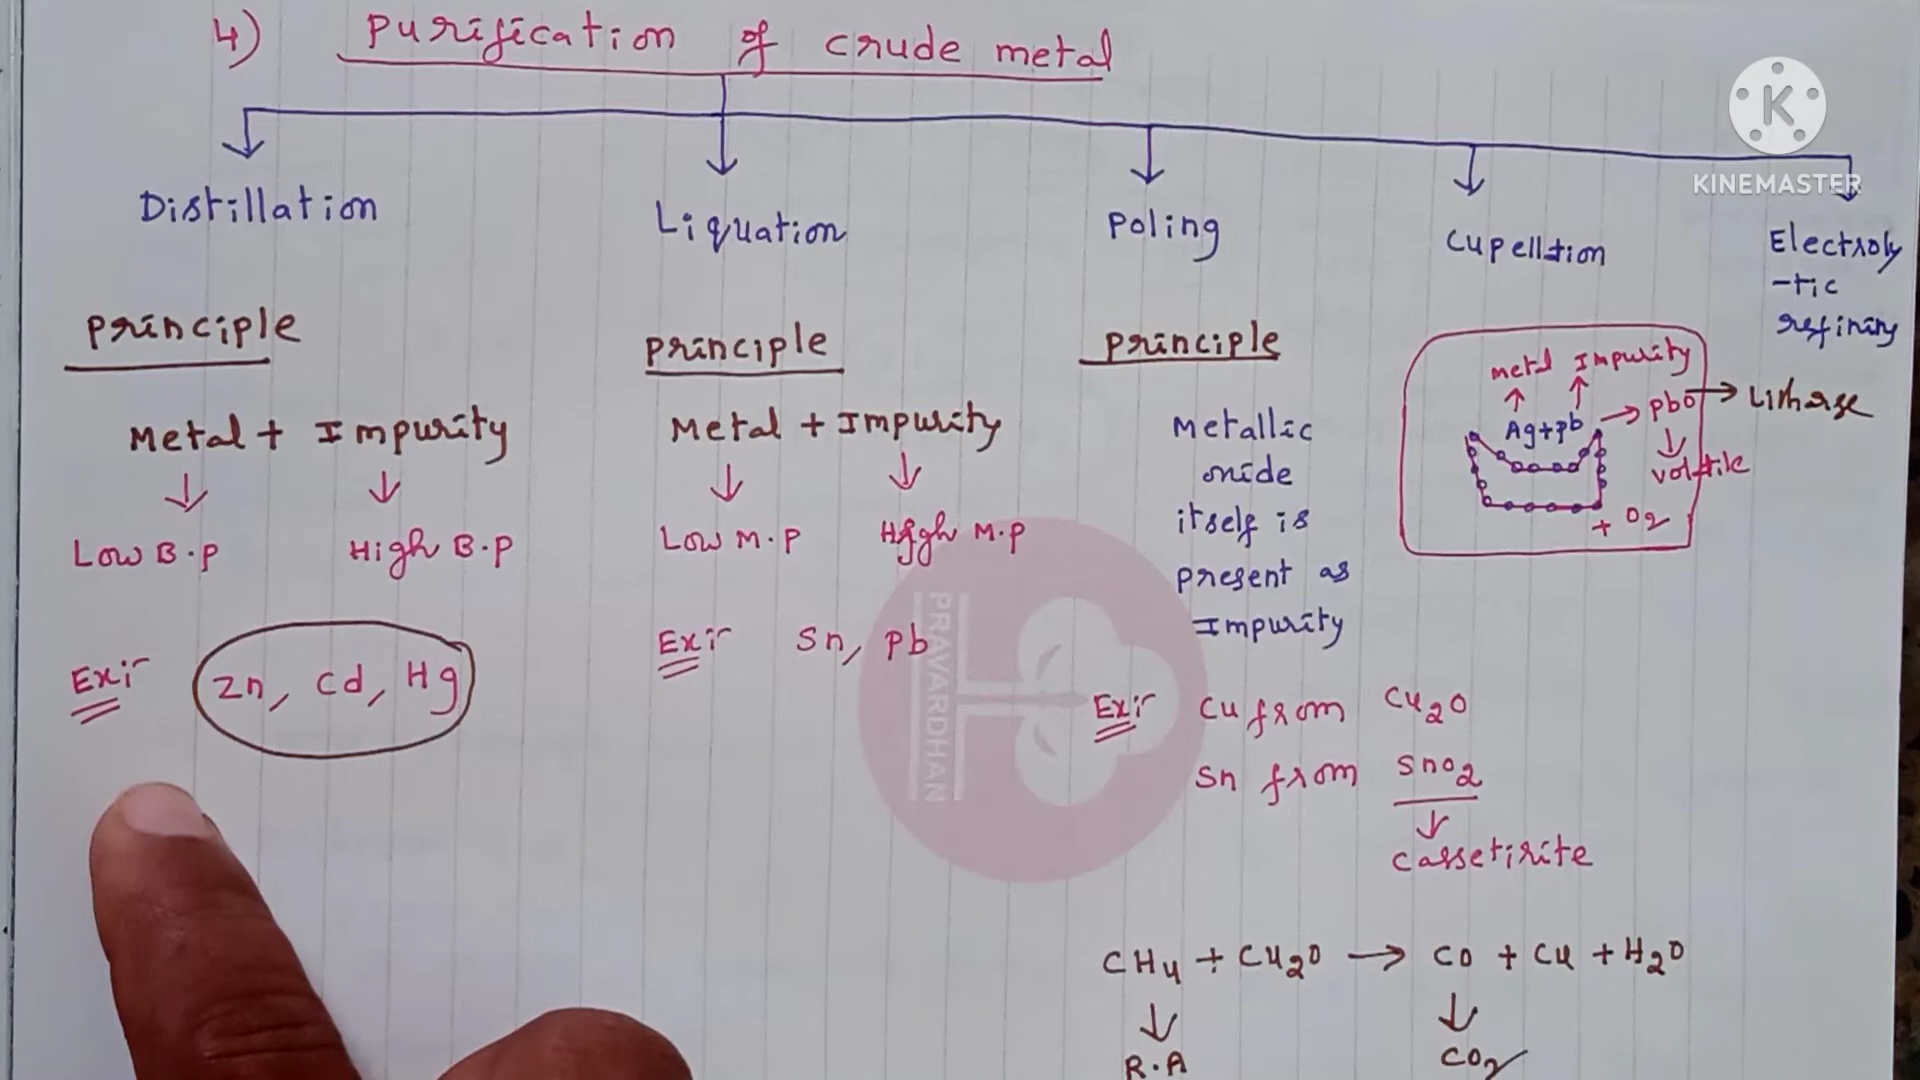 4) Purification of crude metal
KINEMASTER
Distillation
Liquation
Poling
Cupelltion
Electroly
-tic
refining
Principle
Metal + Impurity
Low B.p High B.p
Ex:- Zn, Cd, Hg
Principle
Metal + Impurity
Low M.p High M.p
Ex:- Sn, Pb
Principle
Metallic
oxide
itself is
present as
Impurity
Ex:- Cu from Cu2O
Sn from SnO2
Cassetirite
CH4 + Cu2O → CO + Cu + H2O
R.A CO2
metal Impurity
Ag+pb → PbO → Litharge
volatile
+ O2
PRAVARDHAN